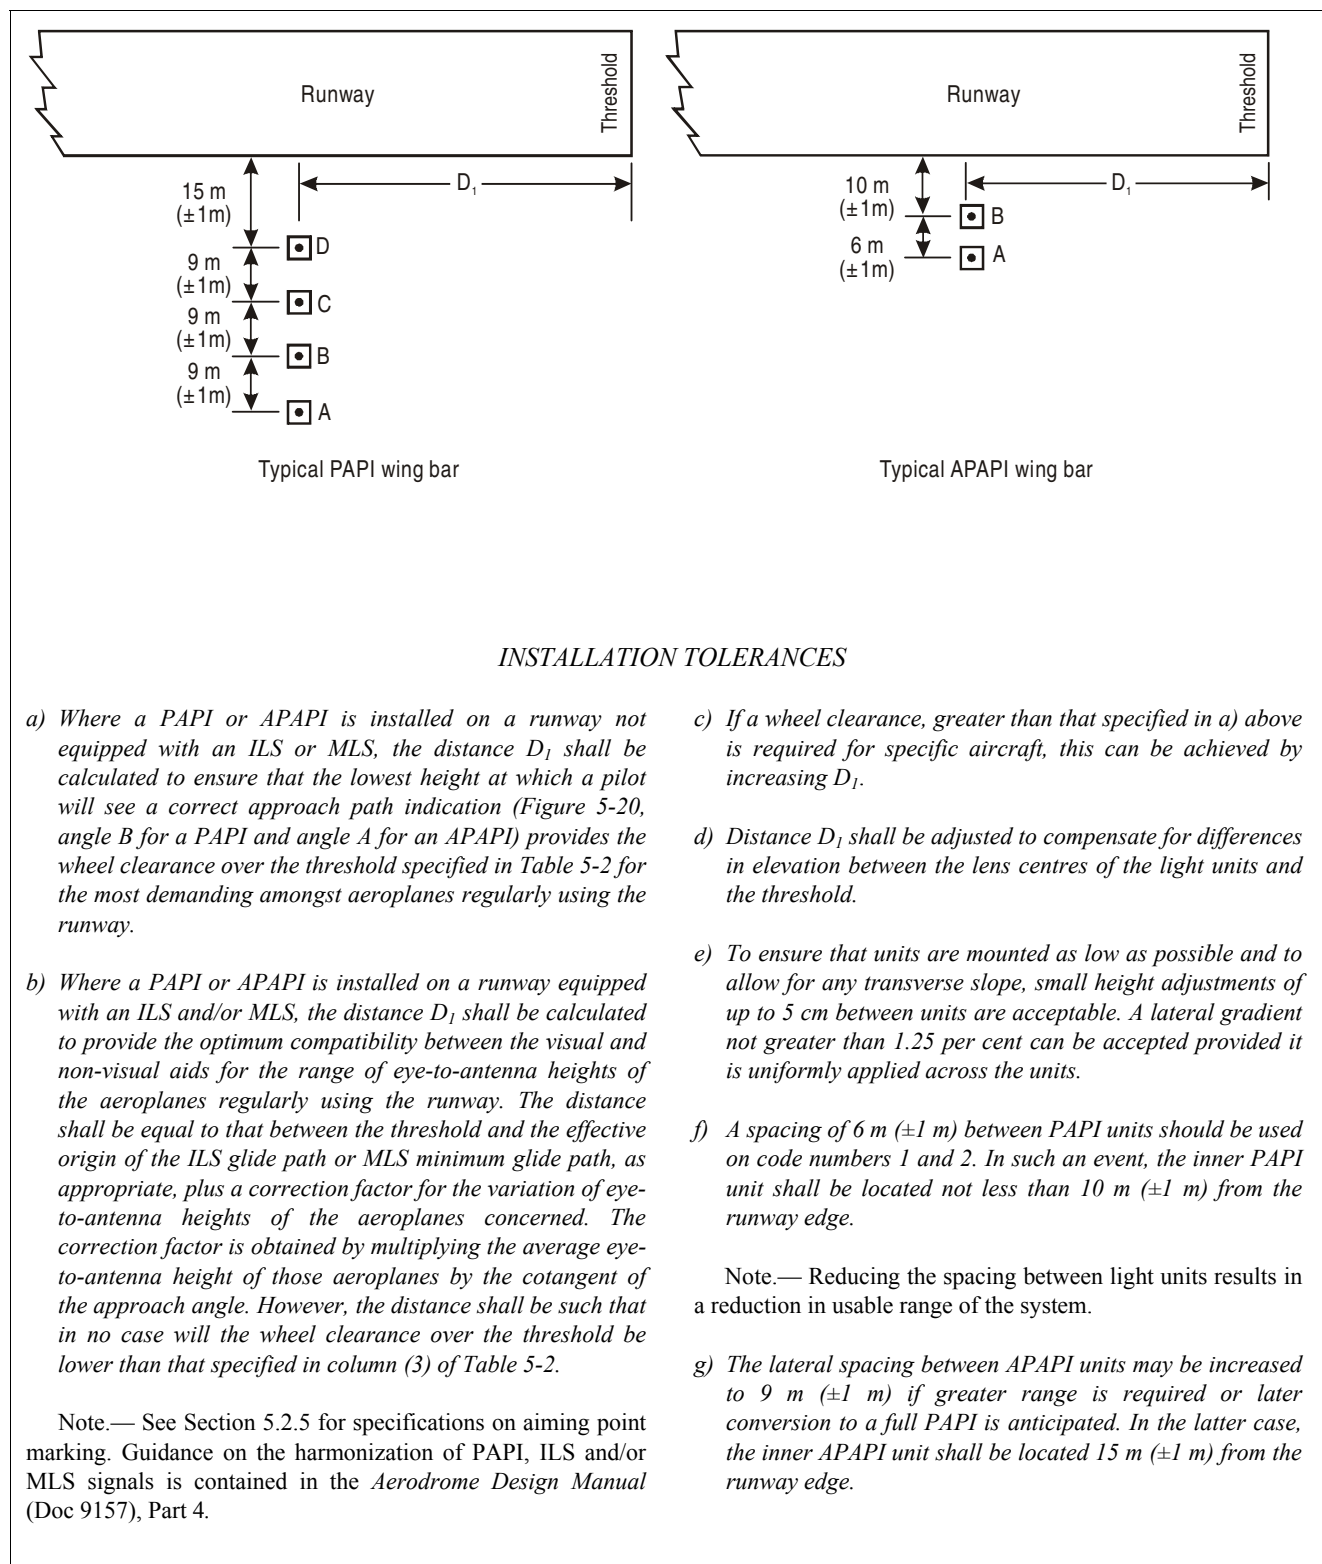 Runway
Threshold
15 m
(±1m)
D1
D
9 m
(±1m)
C
9 m
(±1m)
B
9 m
(±1m)
A
Typical PAPI wing bar
Runway
Threshold
10 m
(±1m)
D1
B
6 m
(±1m)
A
Typical APAPI wing bar
INSTALLATION TOLERANCES
a) Where a PAPI or APAPI is installed on a runway not
equipped with an ILS or MLS, the distance D1 shall be
calculated to ensure that the lowest height at which a pilot
will see a correct approach path indication (Figure 5-20,
angle B for a PAPI and angle A for an APAPI) provides the
wheel clearance over the threshold specified in Table 5-2 for
the most demanding amongst aeroplanes regularly using the
runway.
b) Where a PAPI or APAPI is installed on a runway equipped
with an ILS and/or MLS, the distance D1 shall be calculated
to provide the optimum compatibility between the visual and
non-visual aids for the range of eye-to-antenna heights of
the aeroplanes regularly using the runway. The distance
shall be equal to that between the threshold and the effective
origin of the ILS glide path or MLS minimum glide path, as
appropriate, plus a correction factor for the variation of eye-
to-antenna heights of the aeroplanes concerned. The
correction factor is obtained by multiplying the average eye-
to-antenna height of those aeroplanes by the cotangent of
the approach angle. However, the distance shall be such that
in no case will the wheel clearance over the threshold be
lower than that specified in column (3) of Table 5-2.
Note.— See Section 5.2.5 for specifications on aiming point
marking. Guidance on the harmonization of PAPI, ILS and/or
MLS signals is contained in the Aerodrome Design Manual
(Doc 9157), Part 4.
c) If a wheel clearance, greater than that specified in a) above
is required for specific aircraft, this can be achieved by
increasing D1.
d) Distance D1 shall be adjusted to compensate for differences
in elevation between the lens centres of the light units and
the threshold.
e) To ensure that units are mounted as low as possible and to
allow for any transverse slope, small height adjustments of
up to 5 cm between units are acceptable. A lateral gradient
not greater than 1.25 per cent can be accepted provided it
is uniformly applied across the units.
f) A spacing of 6 m (±1 m) between PAPI units should be used
on code numbers 1 and 2. In such an event, the inner PAPI
unit shall be located not less than 10 m (±1 m) from the
runway edge.
Note.— Reducing the spacing between light units results in
a reduction in usable range of the system.
g) The lateral spacing between APAPI units may be increased
to 9 m (±1 m) if greater range is required or later
conversion to a full PAPI is anticipated. In the latter case,
the inner APAPI unit shall be located 15 m (±1 m) from the
runway edge.